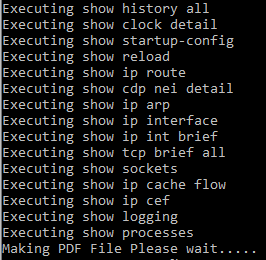 Executing show history all
Executing show clock detail
Executing show startup-config
Executing show reload
Executing show ip route
Executing show cdp nei detail
Executing show ip arp
Executing show ip interface
Executing show ip int brief
Executing show tcp brief all
Executing show sockets
Executing show ip cache flow
Executing show ip cef
Executing show logging
Executing show processes
Making PDF File Please wait.....